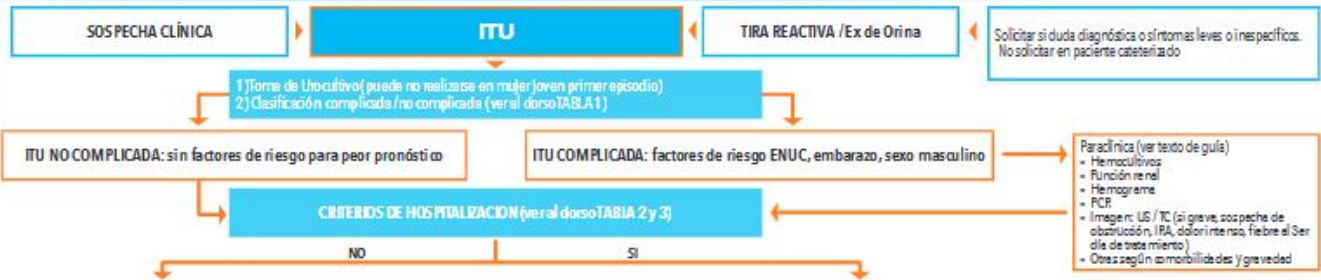 SOSPECHA CLÍNICA
ITU
TIRA REACTIVA /Ex de Orina
Solicitar si duda diagnóstica o síntomas leves o inespecíficos.
No solicitar en paciente cateterizado
1)Toma de Urocultivo(puede no realizarse en mujer joven primer episodio)
2) Clasificación complicada /no complicada (ver al dorso TABLA 1)
ITU NO COMPLICADA: sin factores de riesgo para peor pronóstico
ITU COMPLICADA: factores de riesgo ENUC, embarazo, sexo masculino
Paraclínica (ver texto de guía)
- Hemocultivos
- Función renal
- Hemograma
- PCR
- Imagen: US / TC (si grave, sospecha de
obstrucción, IRA, dolor intenso, fiebre al 3er
día de tratamiento)
- Otras según comorbilidades y gravedad
CRITERIOS DE HOSPITALIZACION (ver al dorso TABLA 2 y 3)
NO
SI